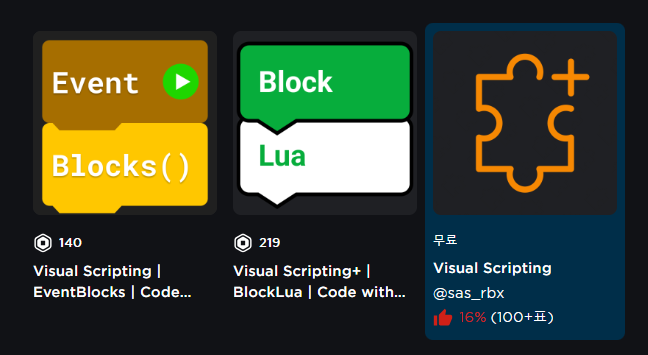 Event
Blocks()
140
Visual Scripting |
EventBlocks | Code...
Block
Lua
219
Visual Scripting+ |
BlockLua | Code with...
무료
Visual Scripting
@sas_rbx
16% (100+표)